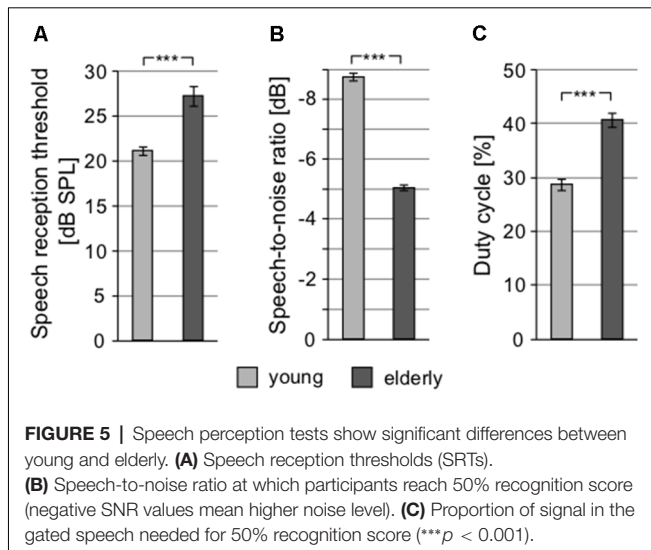 A
B
C
Speech reception threshold
[dB SPL]
30
25
20
15
10
5
0
***
Speech-to-noise ratio [dB]
-8
-6
-4
-2
0
***
Duty cycle [%]
50
40
30
20
10
0
***
young elderly
FIGURE 5 | Speech perception tests show significant differences between
young and elderly. (A) Speech reception thresholds (SRTs).
(B) Speech-to-noise ratio at which participants reach 50% recognition score
(negative SNR values mean higher noise level). (C) Proportion of signal in the
gated speech needed for 50% recognition score (***p < 0.001).